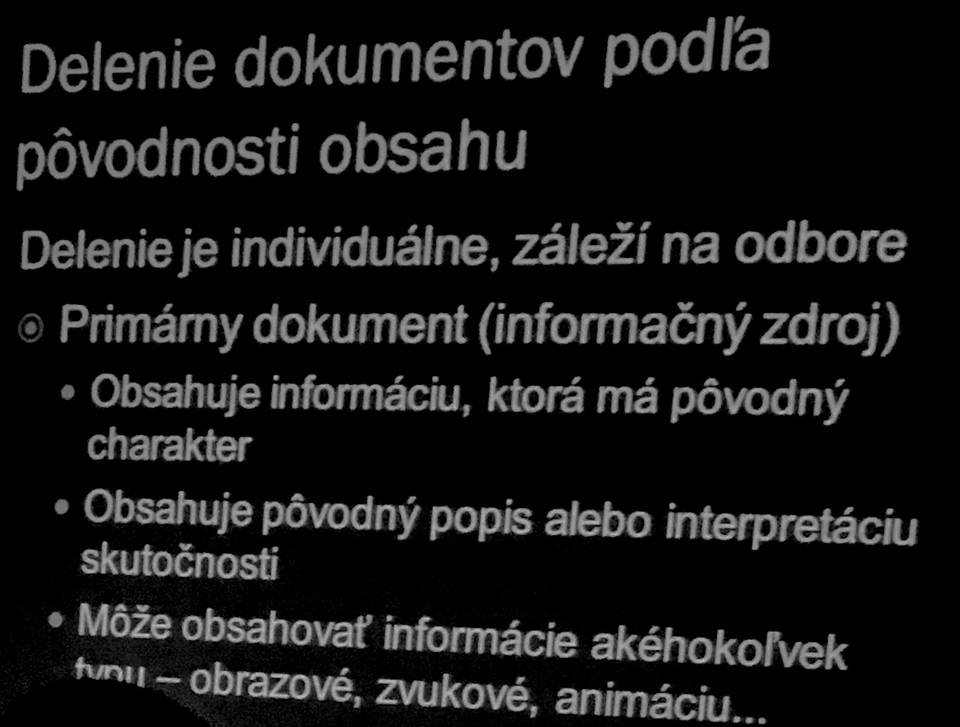 Delenie dokumentov podľa
pôvodnosti obsahu
Delenie je individuálne, záleží na odbore
Primárny dokument (informačný zdroj)
• Obsahuje informáciu, ktorá má pôvodný
charakter
• Obsahuje pôvodný popis alebo interpretáciu
skutočnosti
• Môže obsahovať informácie akéhokoľvek
typu – obrazové, zvukové, animáciu...